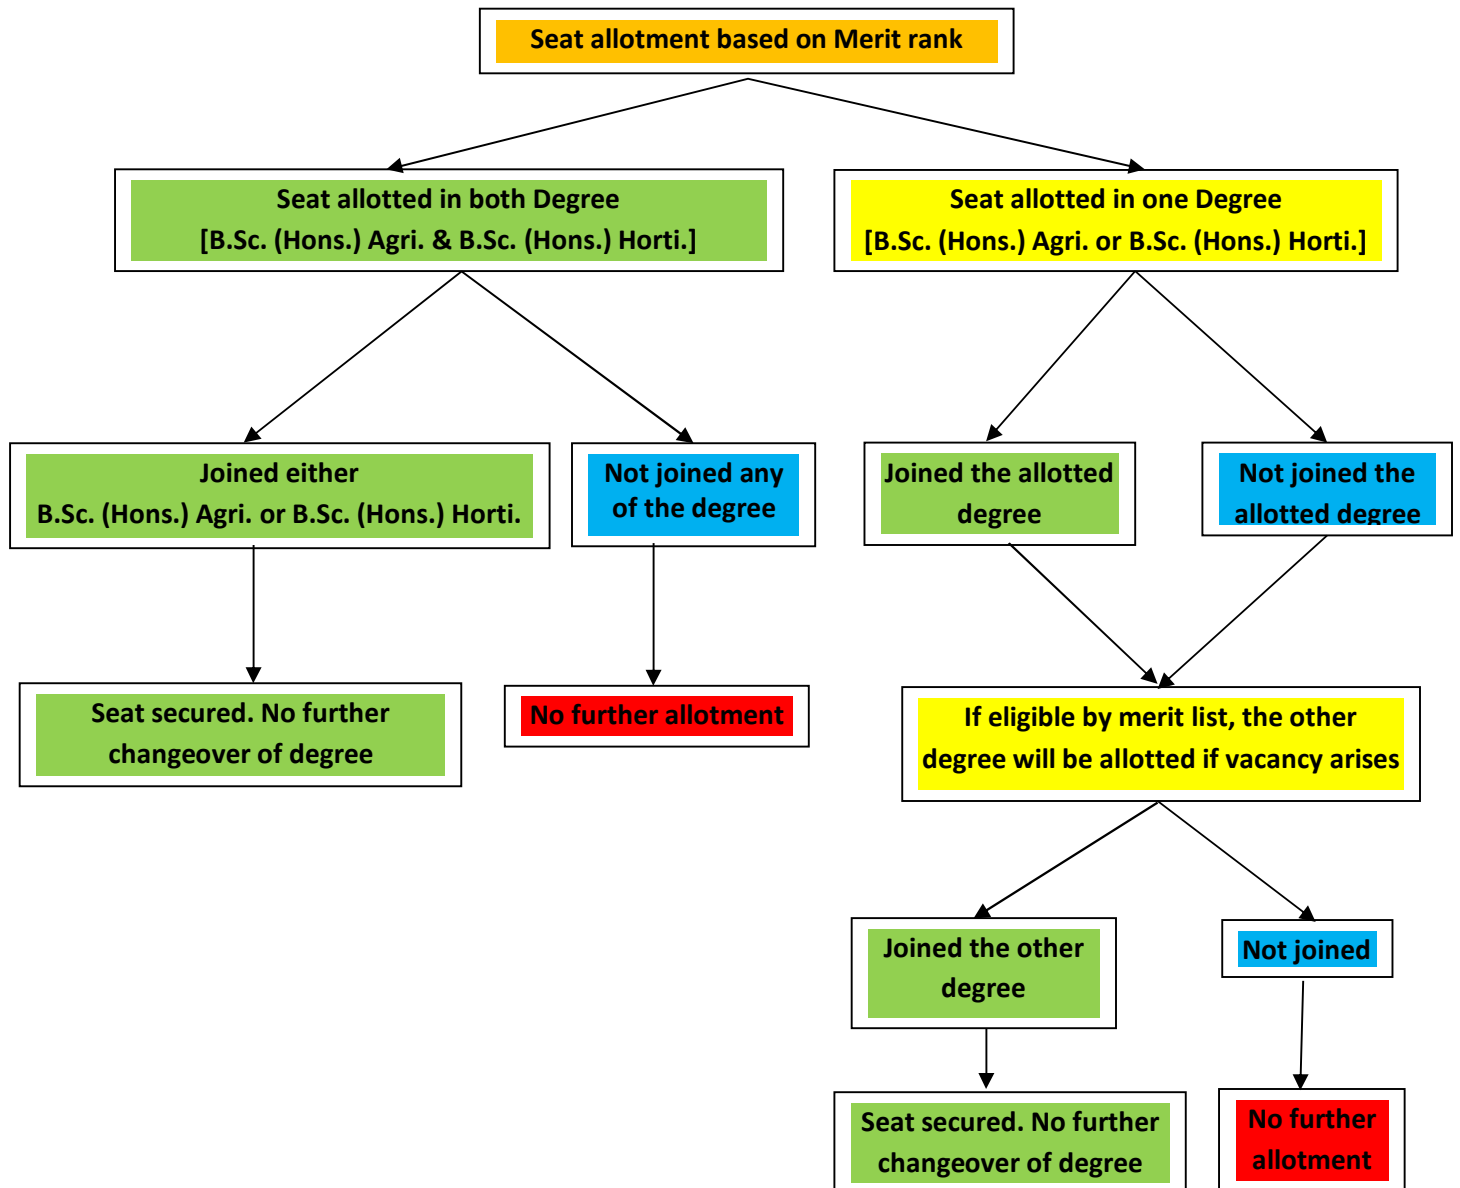 Seat allotment based on Merit rank
Seat allotted in both Degree
[B.Sc. (Hons.) Agri. & B.Sc. (Hons.) Horti.]
Seat allotted in one Degree
[B.Sc. (Hons.) Agri. or B.Sc. (Hons.) Horti.]
Joined either
B.Sc. (Hons.) Agri. or B.Sc. (Hons.) Horti.
Not joined any
of the degree
Joined the allotted
degree
Not joined the
allotted degree
Seat secured. No further
changeover of degree
No further allotment
If eligible by merit list, the other
degree will be allotted if vacancy arises
Joined the other
degree
Not joined
Seat secured. No further
changeover of degree
No further
allotment